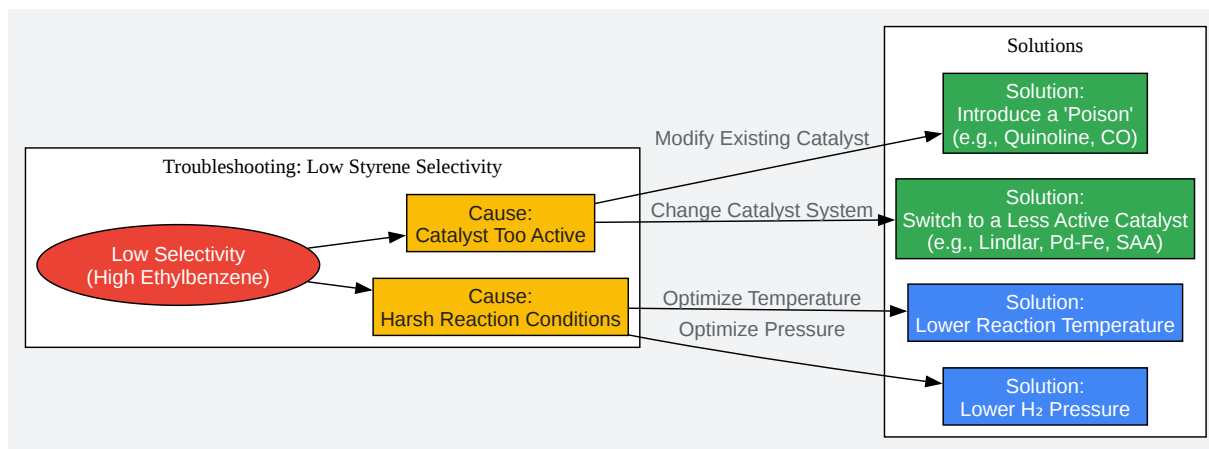 Troubleshooting: Low Styrene Selectivity
Low Selectivity
(High Ethylbenzene)
Cause:
Catalyst Too Active
Cause:
Harsh Reaction Conditions
Modify Existing Catalyst
Change Catalyst System
Optimize Temperature
Optimize Pressure
Solutions
Solution:
Introduce a 'Poison'
(e.g., Quinoline, CO)
Solution:
Switch to a Less Active Catalyst
(e.g., Lindlar, Pd-Fe, SAA)
Solution:
Lower Reaction Temperature
Solution:
Lower H₂ Pressure